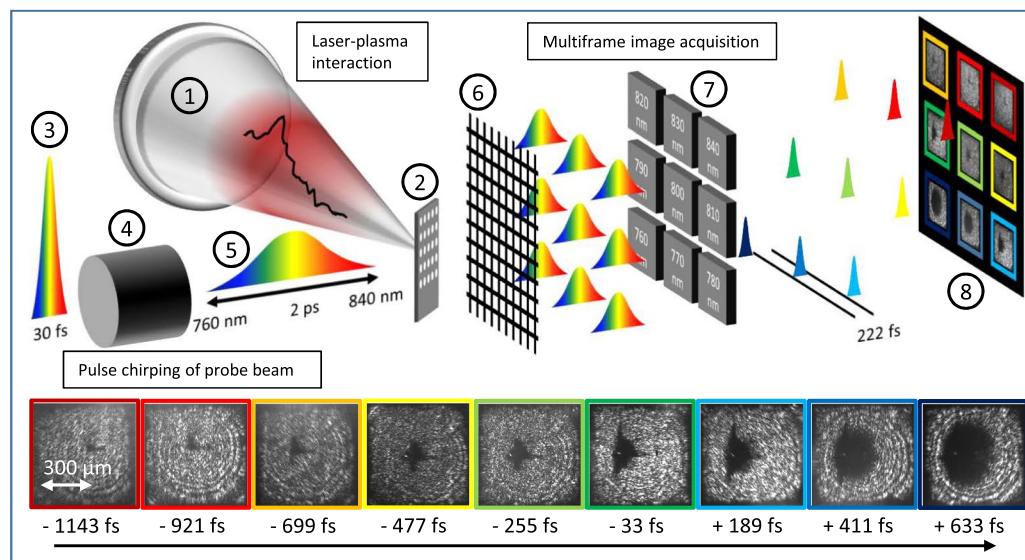 Laser-plasma
interaction
Multiframe image acquisition
1
2
3
4
5
6
7
8
820
nm
830
nm
840
nm
790
nm
800
nm
810
nm
760
nm
770
nm
780
nm
30 fs
760 nm
2 ps
840 nm
222 fs
Pulse chirping of probe beam
300 μm
- 1143 fs
- 921 fs
- 699 fs
- 477 fs
- 255 fs
- 33 fs
+ 189 fs
+ 411 fs
+ 633 fs